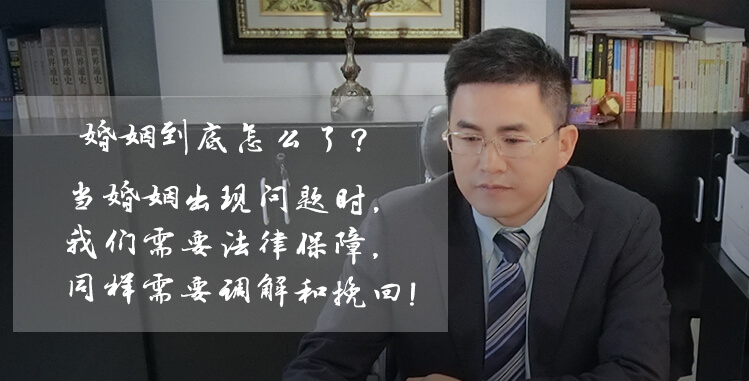 婚姻到底怎么了？
当婚姻出现问题时，
我们需要法律保障，
同样需要调解和挽回！